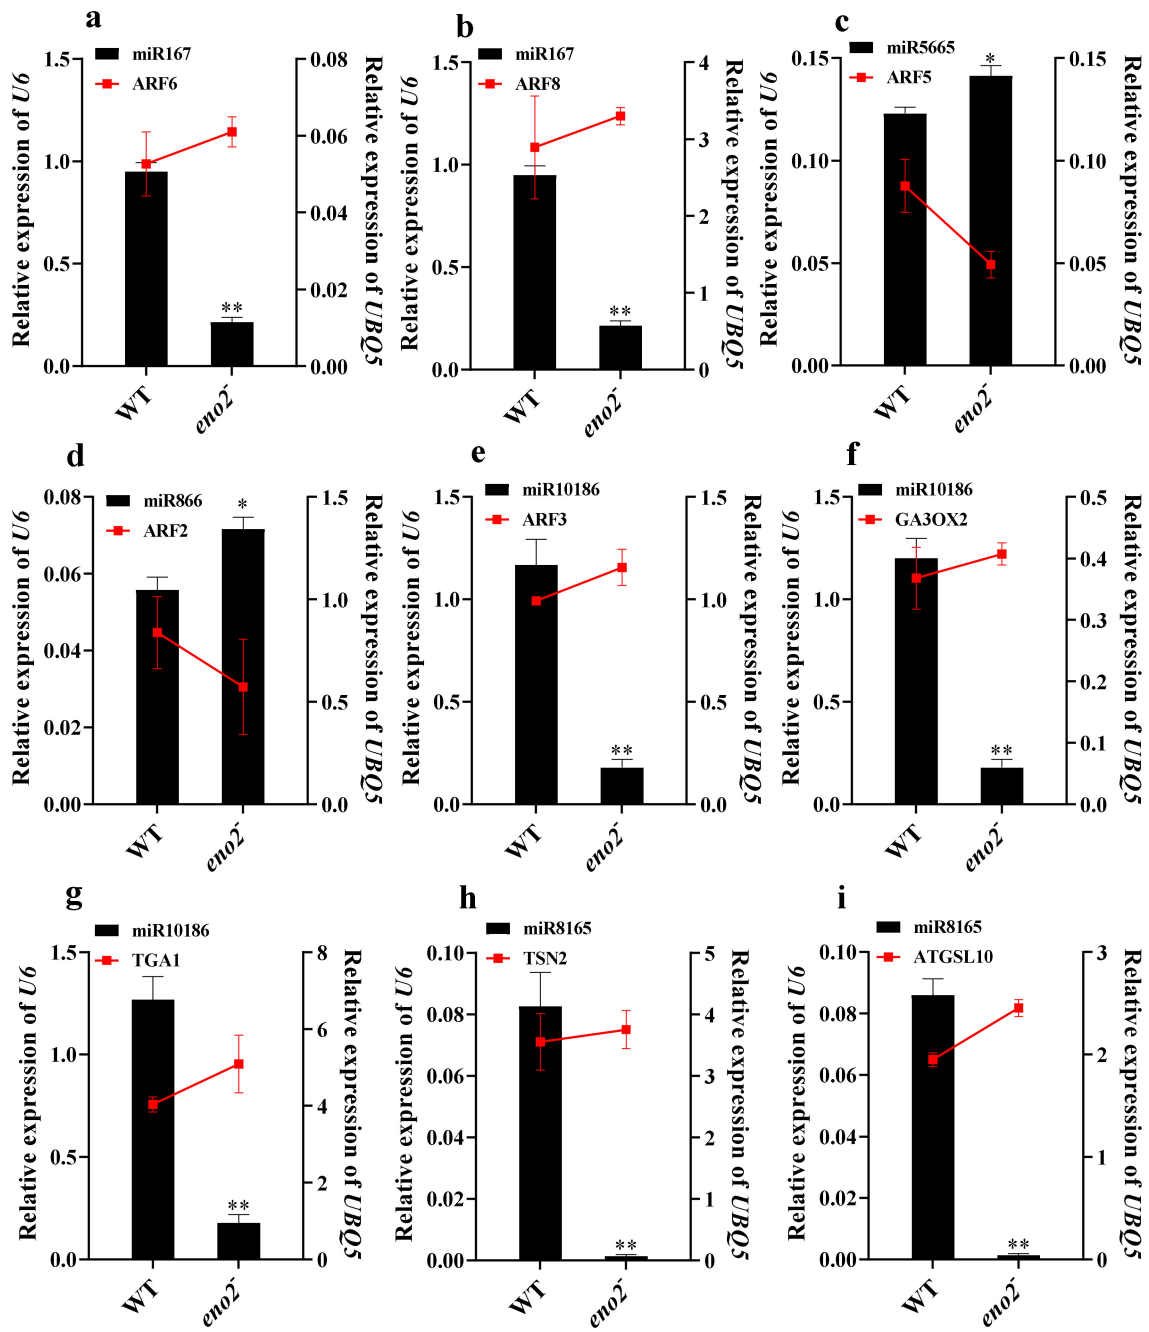 a
miR167
ARF6
Relative expression of U6
1.5
1.0
0.5
0.0
0.08
0.06
0.04
0.02
0.00
Relative expression of UBQ5
**
WT
eno2-
b
miR167
ARF8
Relative expression of U6
1.5
1.0
0.5
0.0
4
3
2
1
0
Relative expression of UBQ5
**
WT
eno2-
c
miR5665
ARF5
Relative expression of U6
0.15
0.10
0.05
0.00
0.15
0.10
0.05
0.00
Relative expression of UBQ5
*
WT
eno2-
d
miR866
ARF2
Relative expression of U6
0.08
0.06
0.04
0.02
0.00
1.5
1.0
0.5
0.0
Relative expression of UBQ5
*
WT
eno2-
e
miR10186
ARF3
Relative expression of U6
1.5
1.0
0.5
0.0
1.5
1.0
0.5
0.0
Relative expression of UBQ5
**
WT
eno2-
f
miR10186
GA3OX2
Relative expression of U6
1.5
1.0
0.5
0.0
0.5
0.4
0.3
0.2
0.1
0.0
Relative expression of UBQ5
**
WT
eno2-
g
miR10186
TGA1
Relative expression of U6
1.5
1.0
0.5
0.0
8
6
4
2
0
Relative expression of UBQ5
**
WT
eno2-
h
miR8165
TSN2
Relative expression of U6
0.10
0.08
0.06
0.04
0.02
0.00
5
4
3
2
1
0
Relative expression of UBQ5
**
WT
eno2-
i
miR8165
ATGSL10
Relative expression of U6
0.10
0.08
0.06
0.04
0.02
0.00
3
2
1
0
Relative expression of UBQ5
**
WT
eno2-